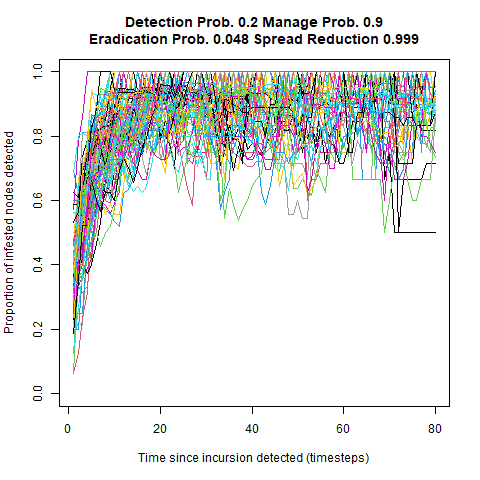 Detection Prob. 0.2 Manage Prob. 0.9
Eradication Prob. 0.048 Spread Reduction 0.999
1.0
0.8
0.6
0.4
0.2
0.0
Proportion of infested nodes detected
0 20 40 60 80
Time since incursion detected (timesteps)